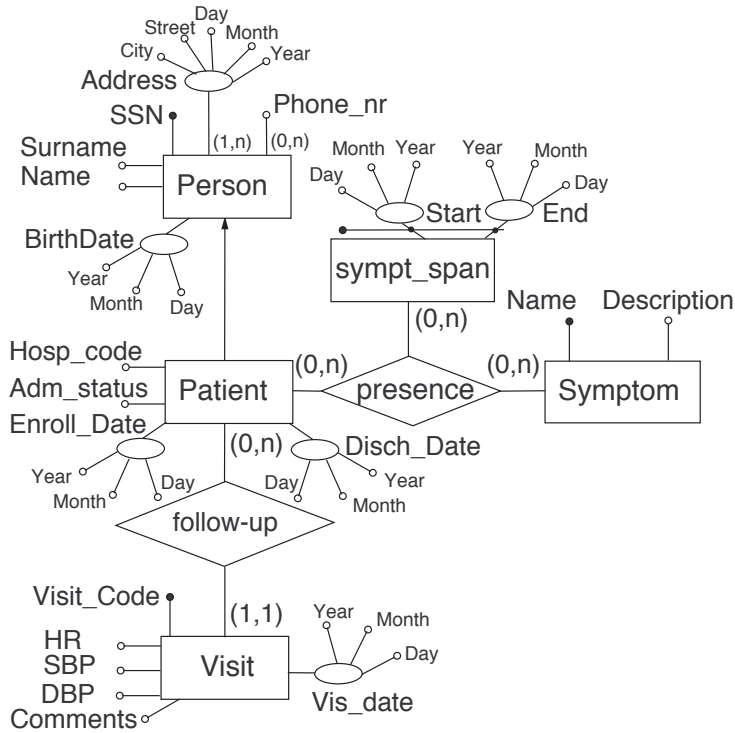 Day
Street
Month
City
Year
Address
SSN
Phone_nr
(1,n)
(0,n)
Surname
Name
Person
BirthDate
Year
Month
Day
Month
Year
Day
Start
Year
Month
Day
End
sympt_span
(0,n)
Name
Description
Hosp_code
Adm_status
Enroll_Date
Patient
(0,n)
presence
(0,n)
Symptom
(0,n)
Disch_Date
Year
Month
Day
Day
Year
Month
follow-up
Visit_Code
(1,1)
HR
SBP
DBP
Comments
Visit
Year
Month
Day
Vis_date